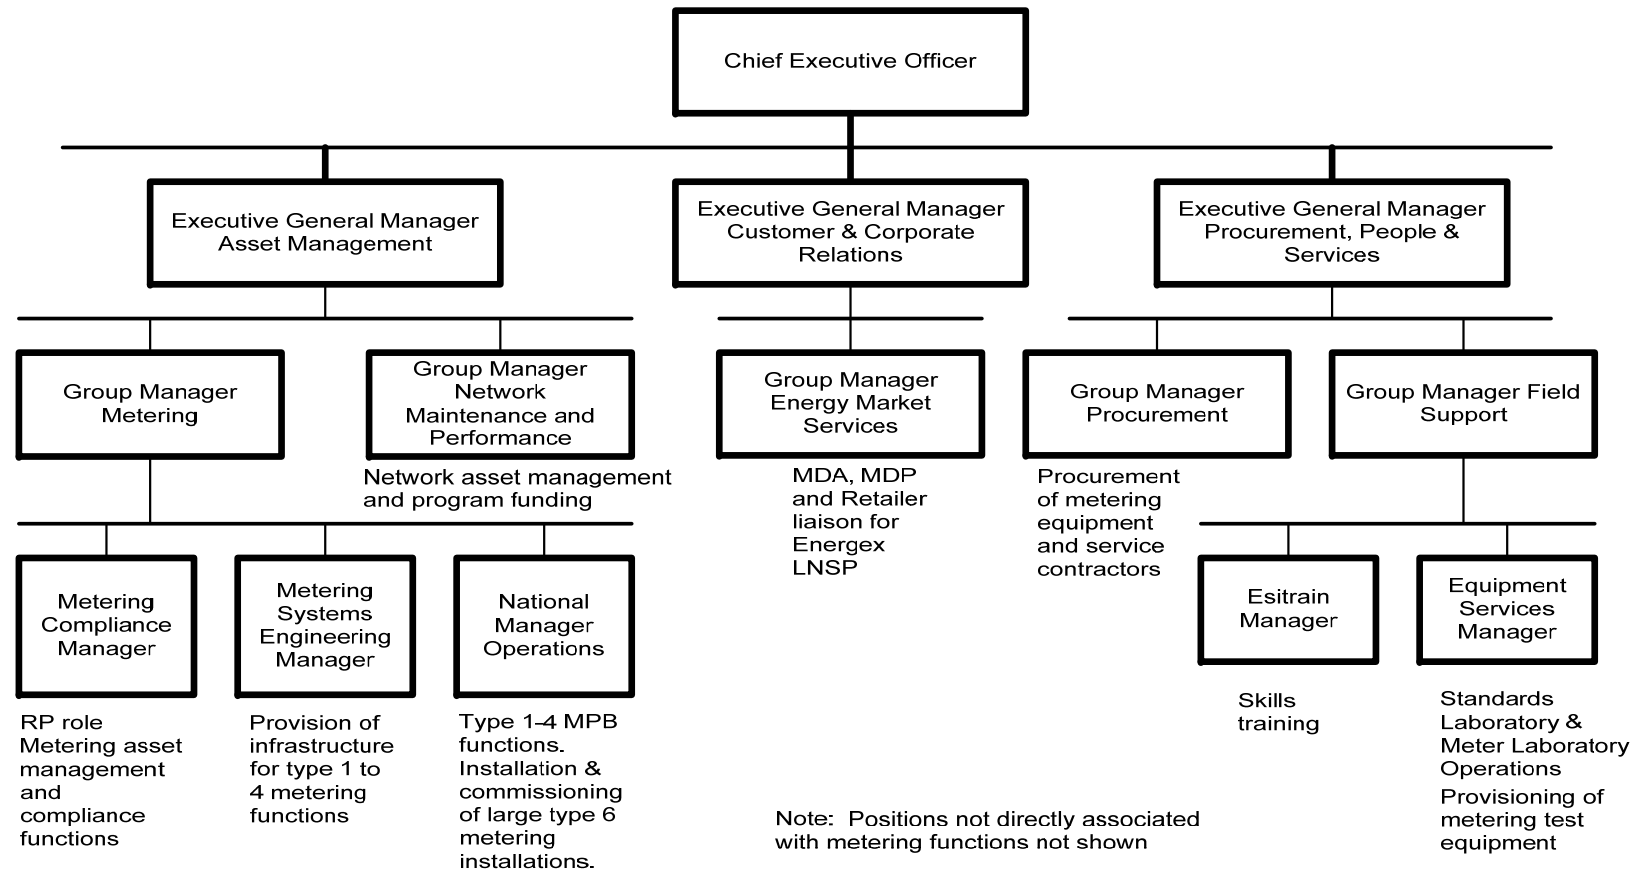 Chief Executive Officer
Executive General Manager
Asset Management
Executive General Manager
Customer & Corporate
Relations
Executive General Manager
Procurement, People &
Services
Group Manager
Metering
Group Manager
Network
Maintenance and
Performance
Group Manager
Energy Market
Services
Group Manager
Procurement
Group Manager Field
Support
Network asset management
and program funding
MDA, MDP
and Retailer
liaison for
Energex
LNSP
Procurement
of metering
equipment
and service
contractors
Metering
Compliance
Manager
Metering
Systems
Engineering
Manager
National
Manager
Operations
Esitrain
Manager
Equipment
Services
Manager
RP role
Metering asset
management
and
compliance
functions
Provision of
infrastructure
for type 1 to
4 metering
functions
Type 1-4 MPB
functions.
Installation &
commissioning
of large type 6
metering
installations.
Skills
training
Standards
Laboratory &
Meter Laboratory
Operations
Provisioning of
metering test
equipment
Note:  Positions not directly associated
with metering functions not shown